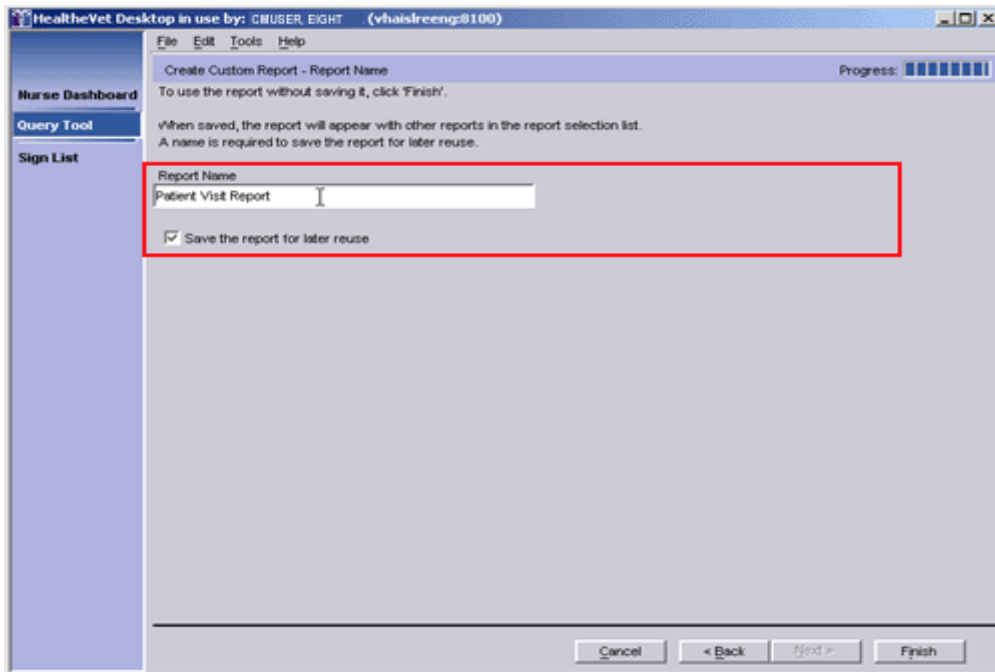 HealtheVet Desktop in use by: CMUSER, EIGHT (vhaislreeng:8100)
File Edit Tools Help
Create Custom Report - Report Name Progress:
Nurse Dashboard
Query Tool
Sign List
To use the report without saving it, click 'Finish'.
When saved, the report will appear with other reports in the report selection list.
A name is required to save the report for later reuse.
Report Name
Patient Visit Report
Save the report for later reuse
Cancel < Back Next > Finish